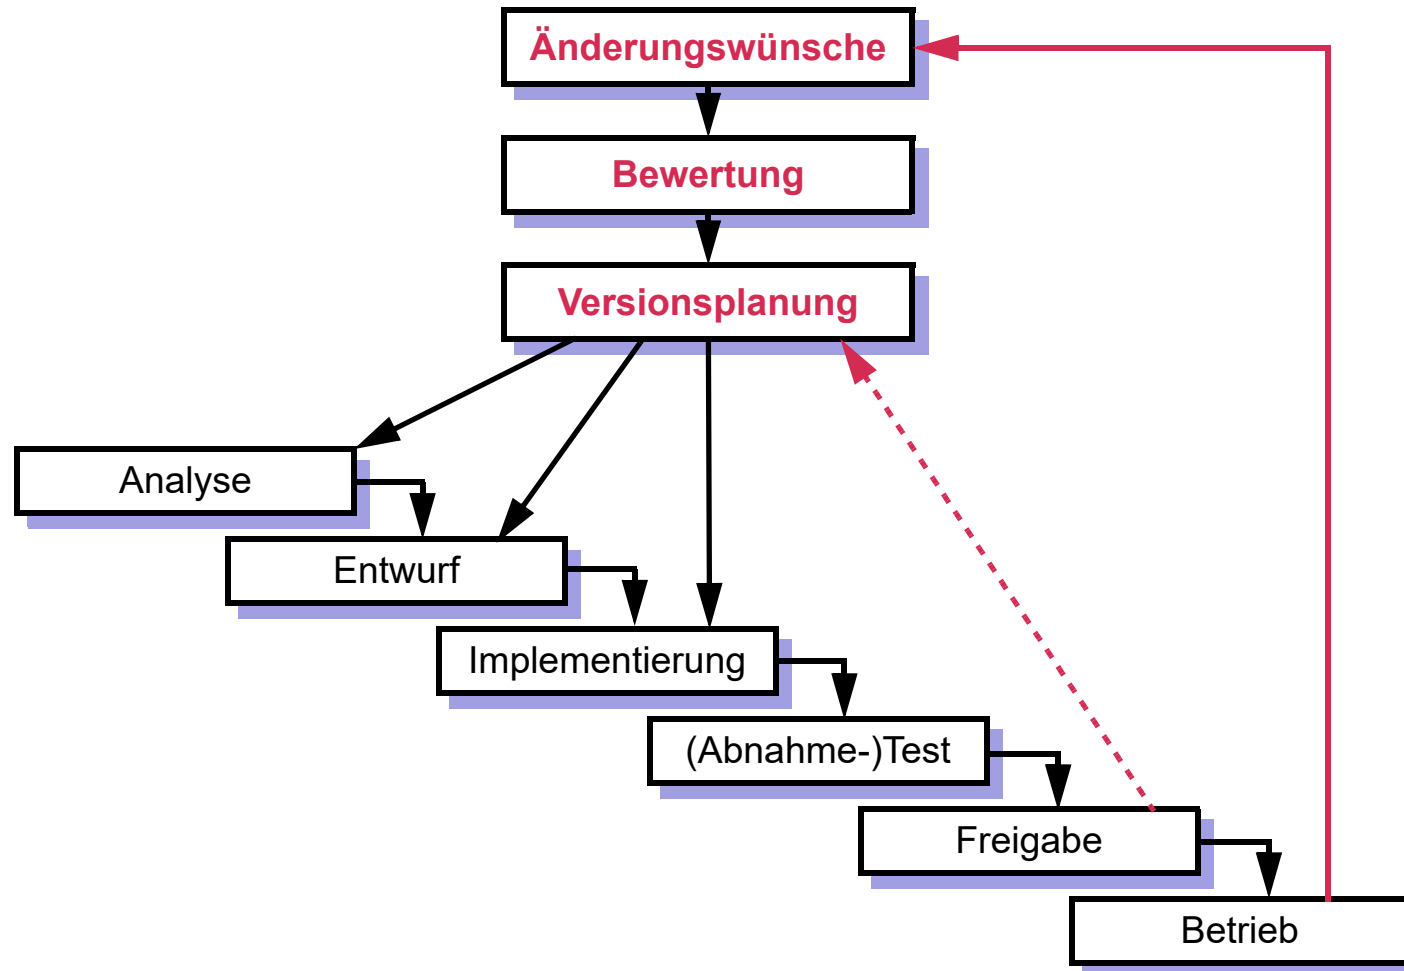 Änderungswünsche
Bewertung
Versionsplanung
Analyse
Entwurf
Implementierung
(Abnahme-)Test
Freigabe
Betrieb